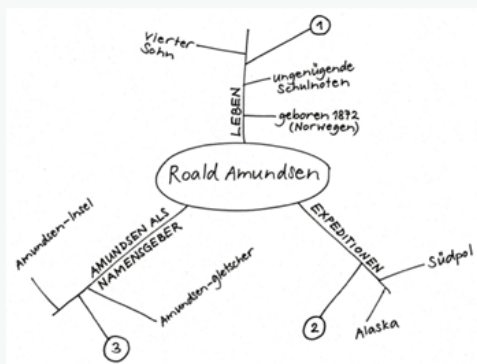 1
vierter
Sohn
ungenügende
Schulnoten
geboren 1872
(Norwegen)
LEBEN
Roald Amundsen
AMUNDSEN ALS
NAMENSGEBER
Amundsen-Insel
Amundsen-gletscher
3
EXPEDITIONEN
Südpol
Alaska
2